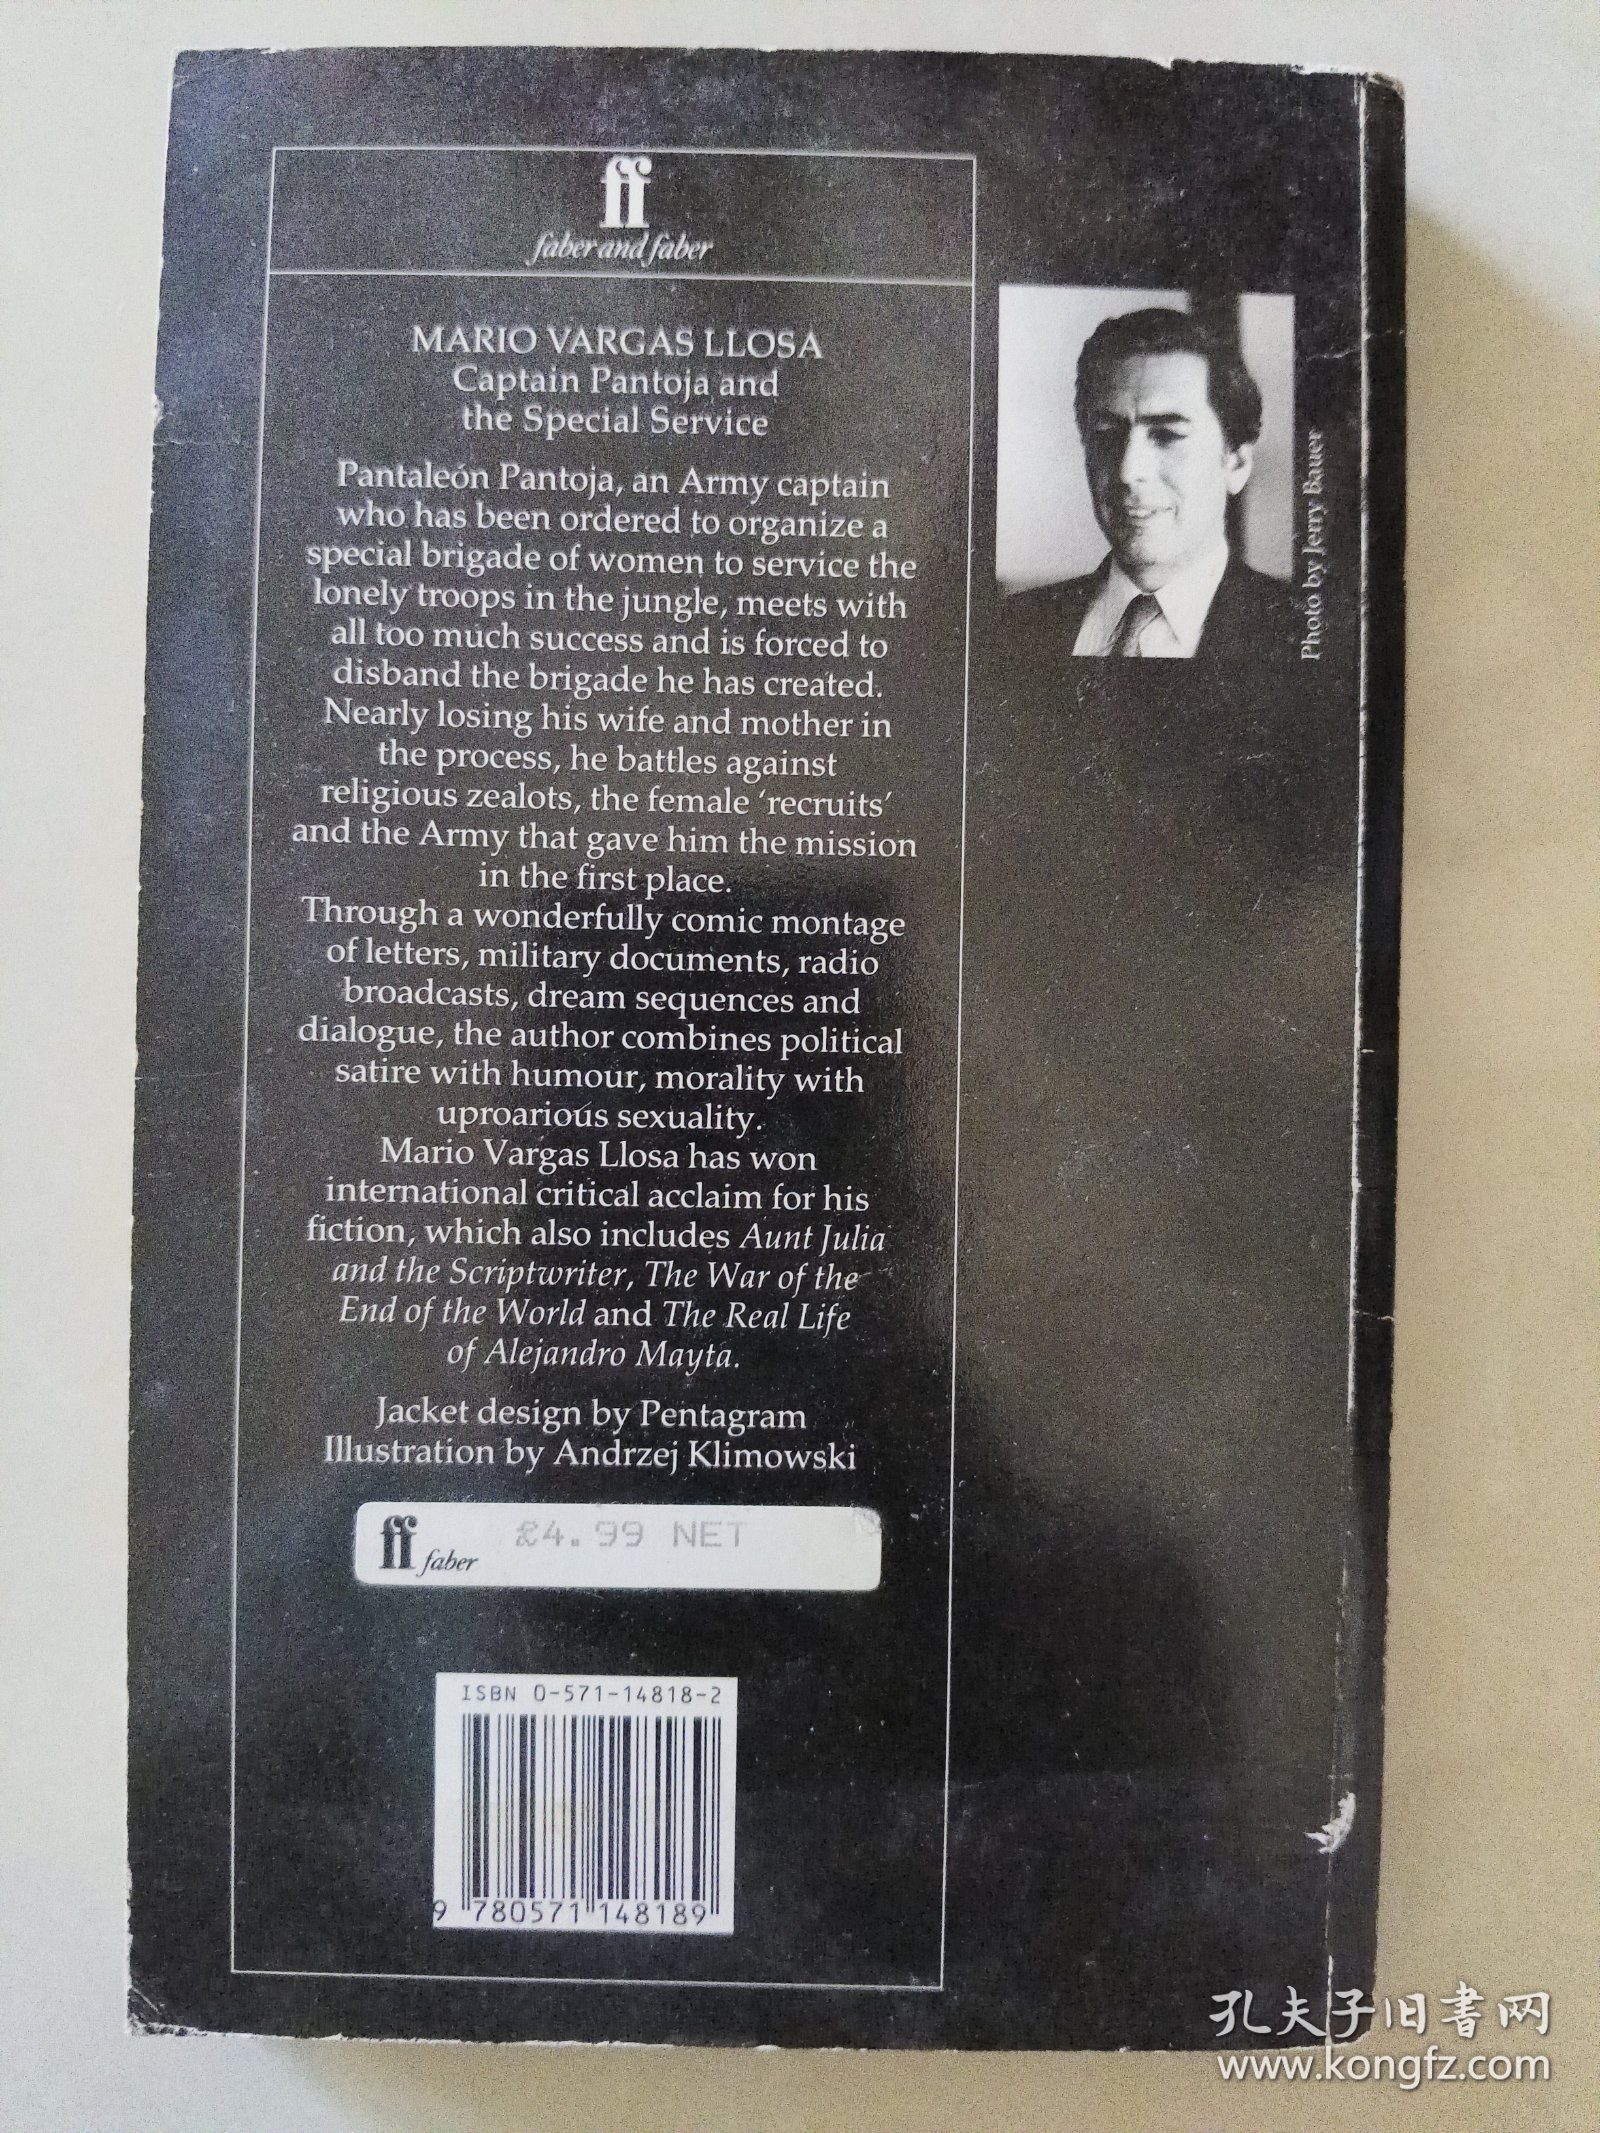 ff
faber and faber
MARIO VARGAS LLOSA
Captain Pantoja and
the Special Service
Pantaleón Pantoja, an Army captain
who has been ordered to organize a
special brigade of women to service the
lonely troops in the jungle, meets with
all too much success and is forced to
disband the brigade he has created.
Nearly losing his wife and mother in
the process, he battles against
religious zealots, the female ‘recruits’
and the Army that gave him the mission
in the first place.
Through a wonderfully comic montage
of letters, military documents, radio
broadcasts, dream sequences and
dialogue, the author combines political
satire with humour, morality with
uproarious sexuality.
Mario Vargas Llosa has won
international critical acclaim for his
fiction, which also includes Aunt Julia
and the Scriptwriter, The War of the
End of the World and The Real Life
of Alejandro Mayta.
Jacket design by Pentagram
Illustration by Andrzej Klimowski
ff faber £4.99 NET
ISBN 0-571-14818-2
9 780571 148189
Photo by Jerry Bauer
孔夫子旧书网
www.kongfz.com